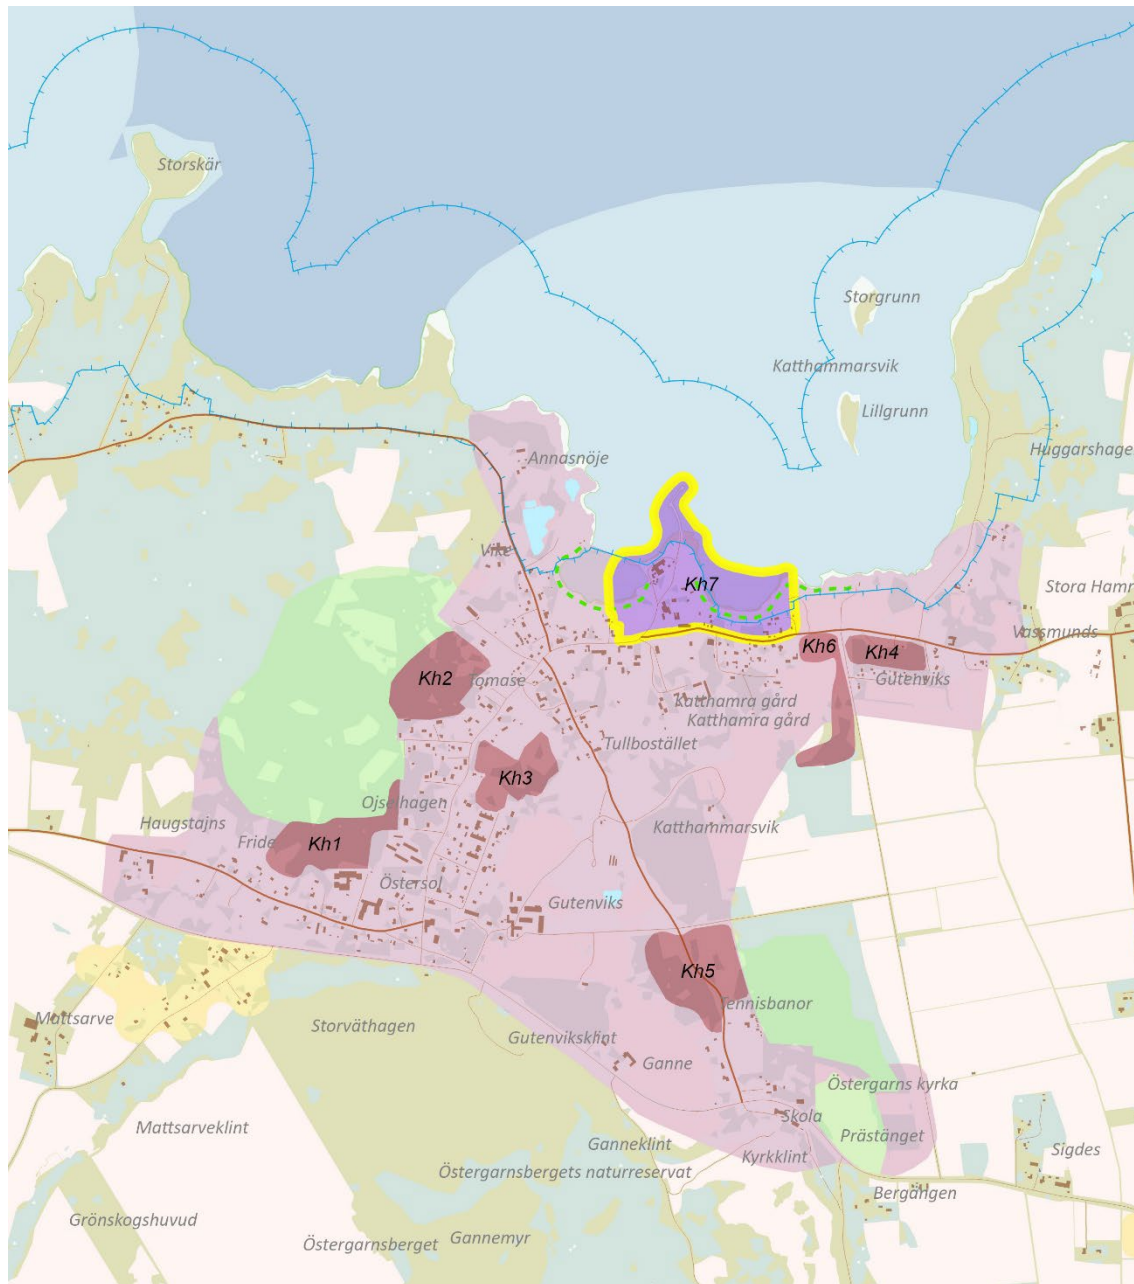 Storskär
Storgrunn
Katthammarsvik
Lillgrunn
Huggarshage
Annasnöje
Vike
Kh7
Stora Hamr
Vassmunds
Kh6
Kh4
Gutenviks
Kh2
Tomase
Katthamra gård
Katthamra gård
Tullbostället
Kh3
Ojselhagen
Haugstajns
Fride
Kh1
Katthammarsvik
Östersol
Gutenviks
Kh5
Tennisbanor
Mattsarve
Storväthagen
Gutenviksklint
Ganne
Östergarns kyrka
Skola
Prästänget
Mattsarveklint
Ganneklint
Kyrkklint
Sigdes
Östergarnsbergets naturreservat
Bergängen
Grönskogshuvud
Östergarnsberget
Gannemyr